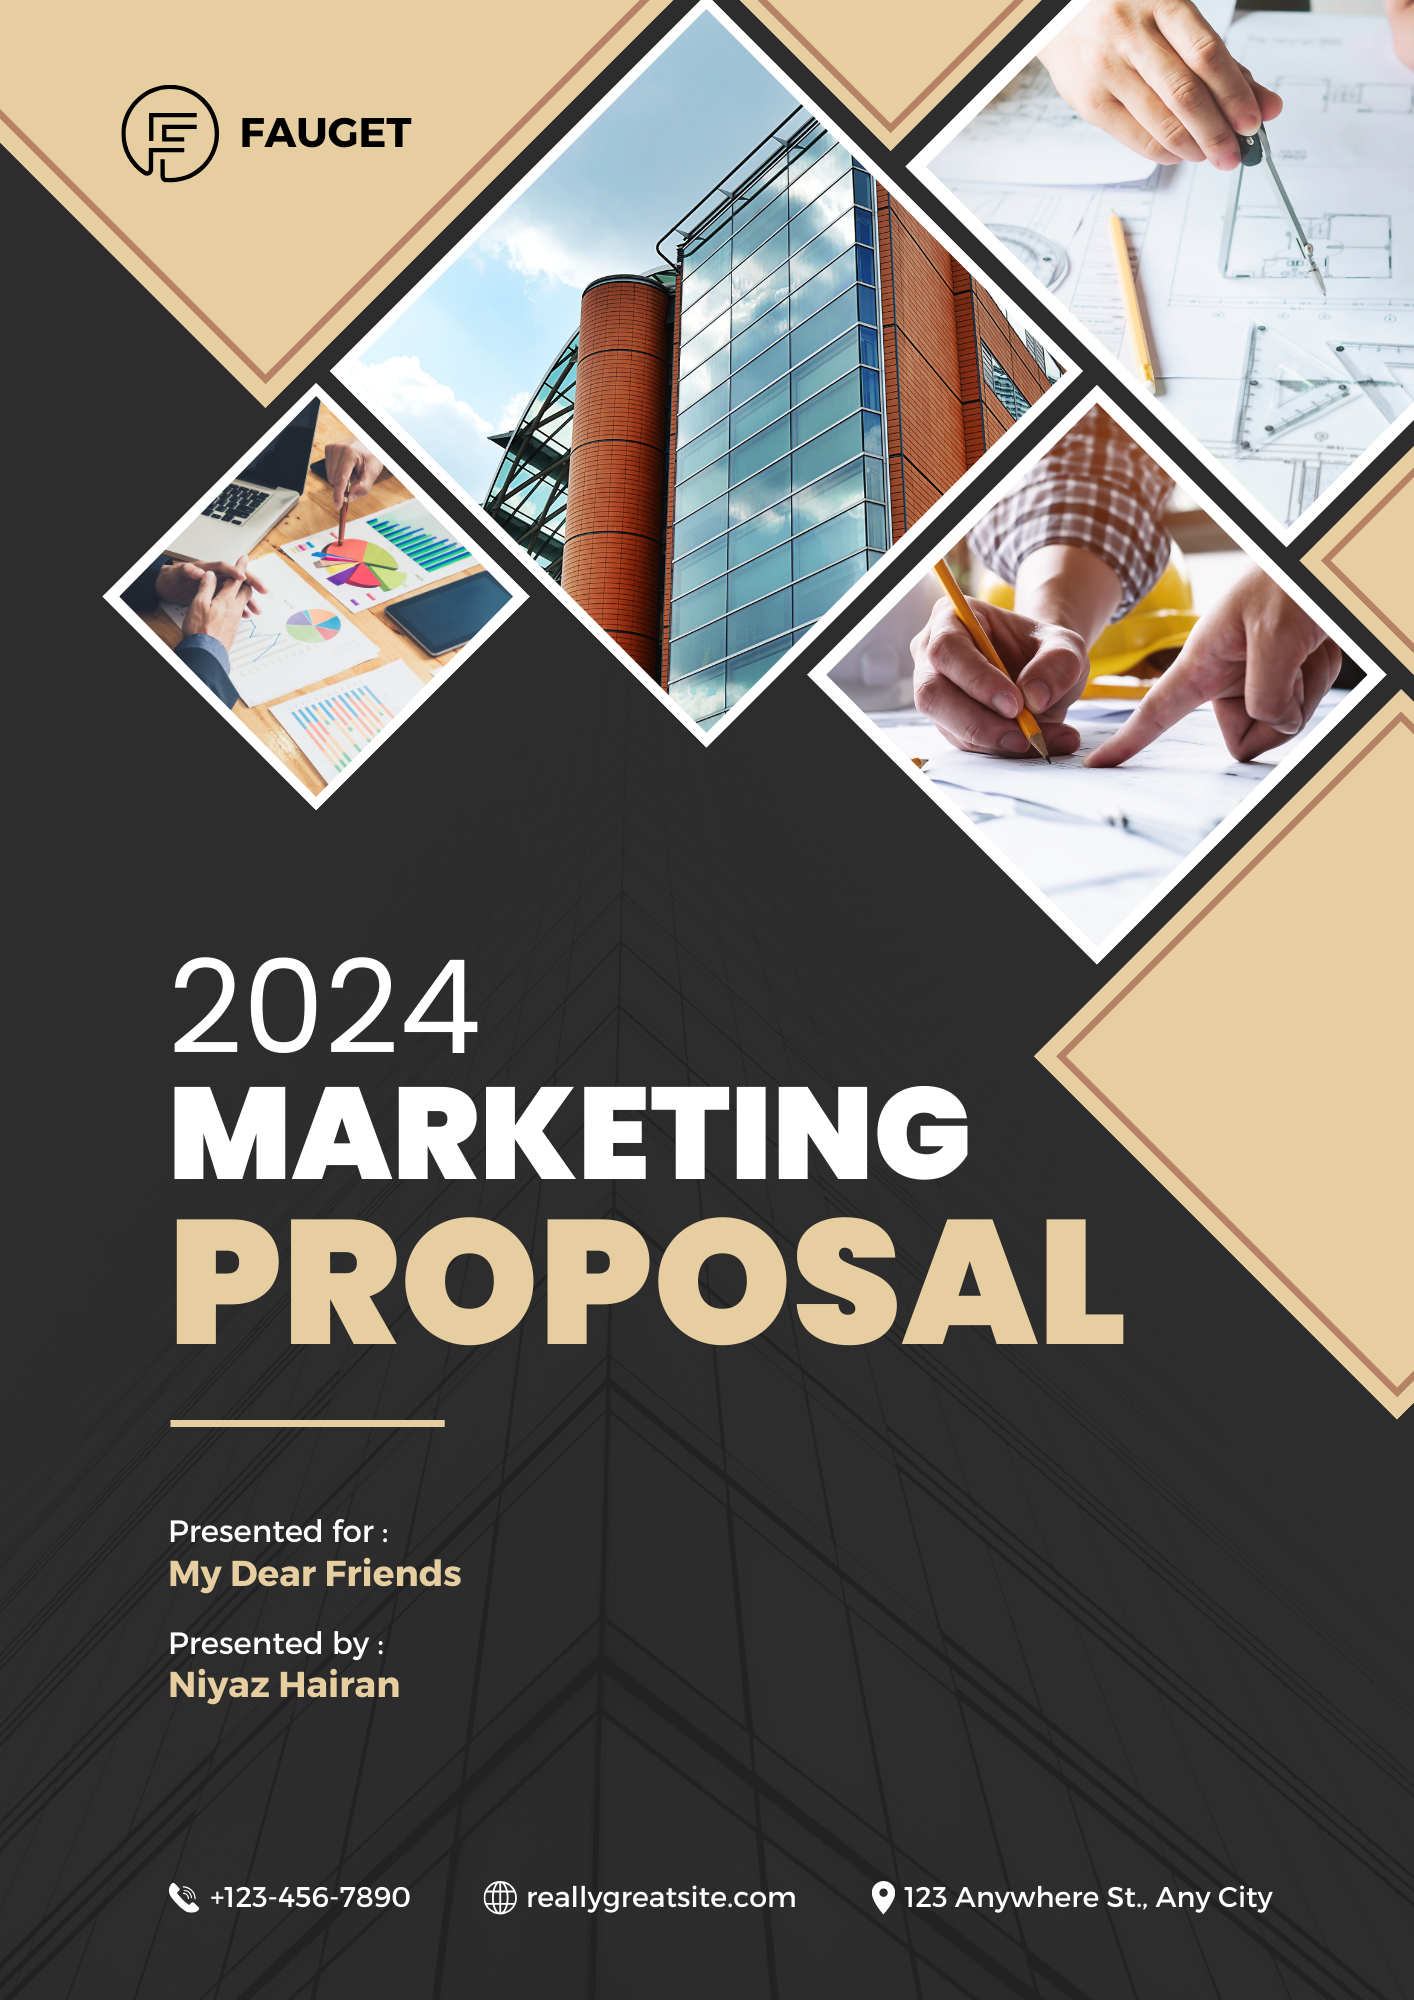 FAUGET
2024
MARKETING
PROPOSAL
Presented for :
My Dear Friends
Presented by :
Niyaz Hairan
+123-456-7890
reallygreatsite.com
123 Anywhere St., Any City